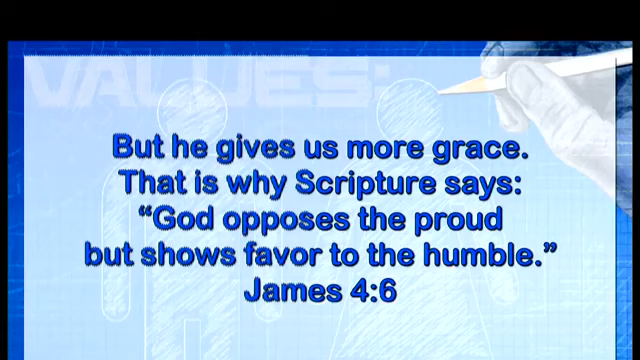 VALUES:
But he gives us more grace.
That is why Scripture says:
“God opposes the proud
but shows favor to the humble.”
James 4:6